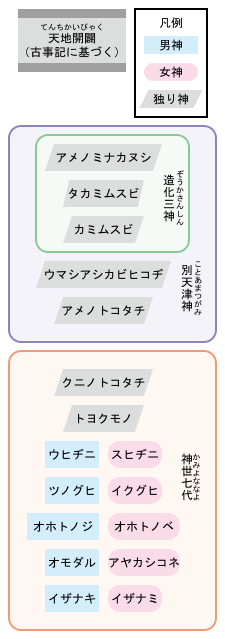 てんちかいびゃく
天地開闢
（古事記に基づく）
凡例
男神
女神
独り神
アメノミナカヌシ
タカミムスビ
カミムスビ
ぞうかさんしん
造化三神
ウマシアシカビヒコヂ
アメノトコタチ
ことあまつがみ
別天津神
クニノトコタチ
トヨクモノ
ウヒヂニ スヒヂニ
ツノグヒ イクグヒ
オホトノジ オホトノベ
オモダル アヤカシコネ
イザナキ イザナミ
かみよななよ
神世七代